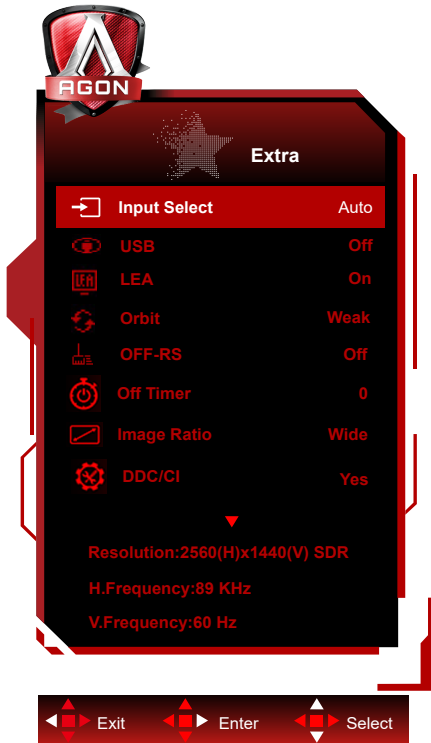 AGON
Extra
Input Select Auto
USB Off
LEA On
Orbit Weak
OFF-RS Off
Off Timer 0
Image Ratio Wide
DDC/CI Yes
Resolution:2560(H)x1440(V) SDR
H.Frequency:89 KHz
V.Frequency:60 Hz
Exit Enter Select